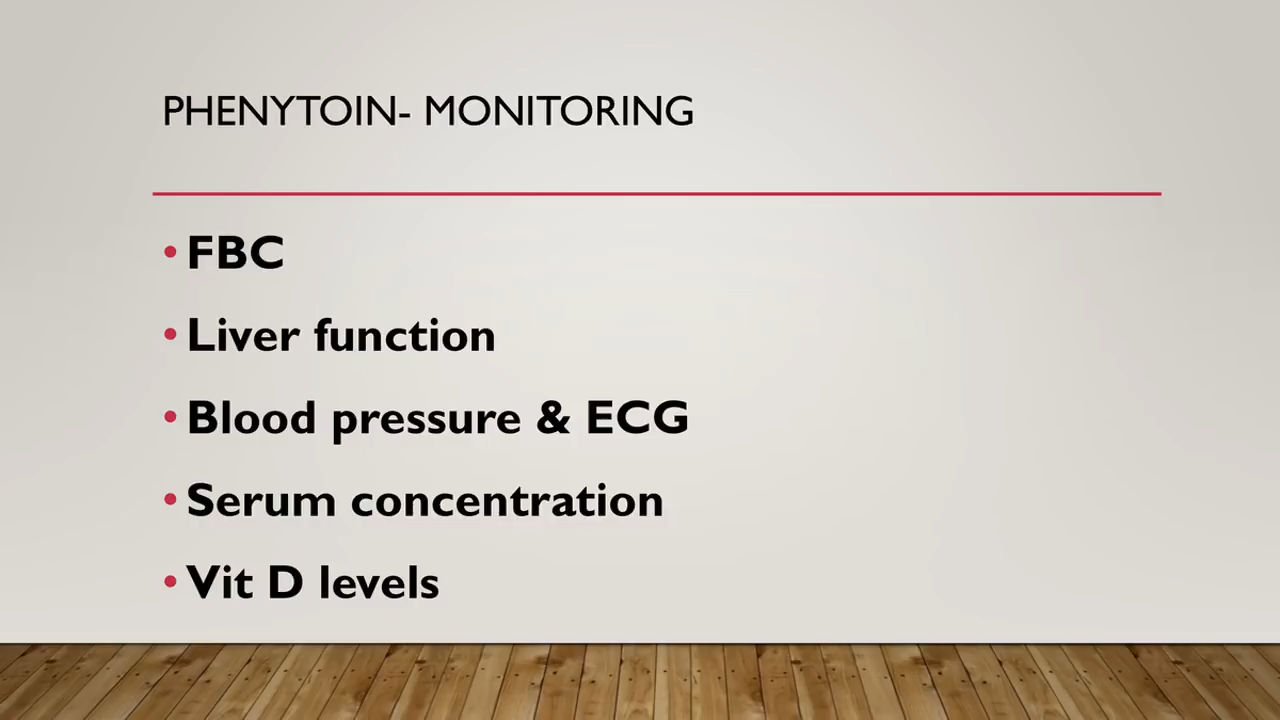 PHENYTOIN- MONITORING
• FBC
• Liver function
• Blood pressure & ECG
• Serum concentration
• Vit D levels